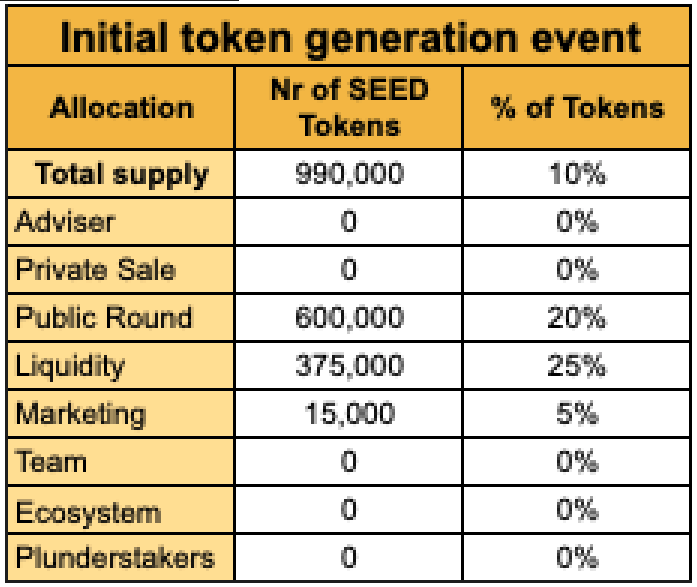 Initial token generation event
Allocation Nr of SEED Tokens % of Tokens
Total supply 990,000 10%
Adviser 0 0%
Private Sale 0 0%
Public Round 600,000 20%
Liquidity 375,000 25%
Marketing 15,000 5%
Team 0 0%
Ecosystem 0 0%
Plunderstakers 0 0%